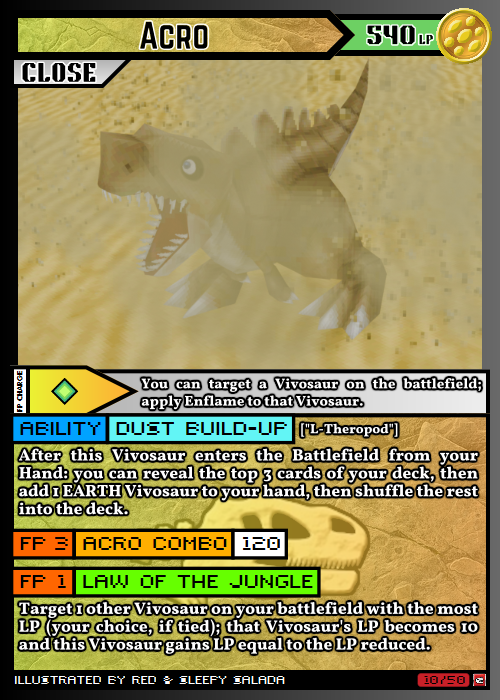 ACRO
540 LP
CLOSE
FP CHARGE
You can target a Vivosaur on the battlefield;
apply Enflame to that Vivosaur.
ABILITY DUST BUILD-UP ["L-Theropod"]
After this Vivosaur enters the Battlefield from your
Hand: you can reveal the top 3 cards of your deck, then
add 1 EARTH Vivosaur to your hand, then shuffle the rest
into the deck.
FP 3 ACRO COMBO 120
FP 1 LAW OF THE JUNGLE
Target 1 other Vivosaur on your battlefield with the most
LP (your choice, if tied); that Vivosaur's LP becomes 10
and this Vivosaur gains LP equal to the LP reduced.
ILLUSTRATED BY RED & SLEEPY SALADA
10/50